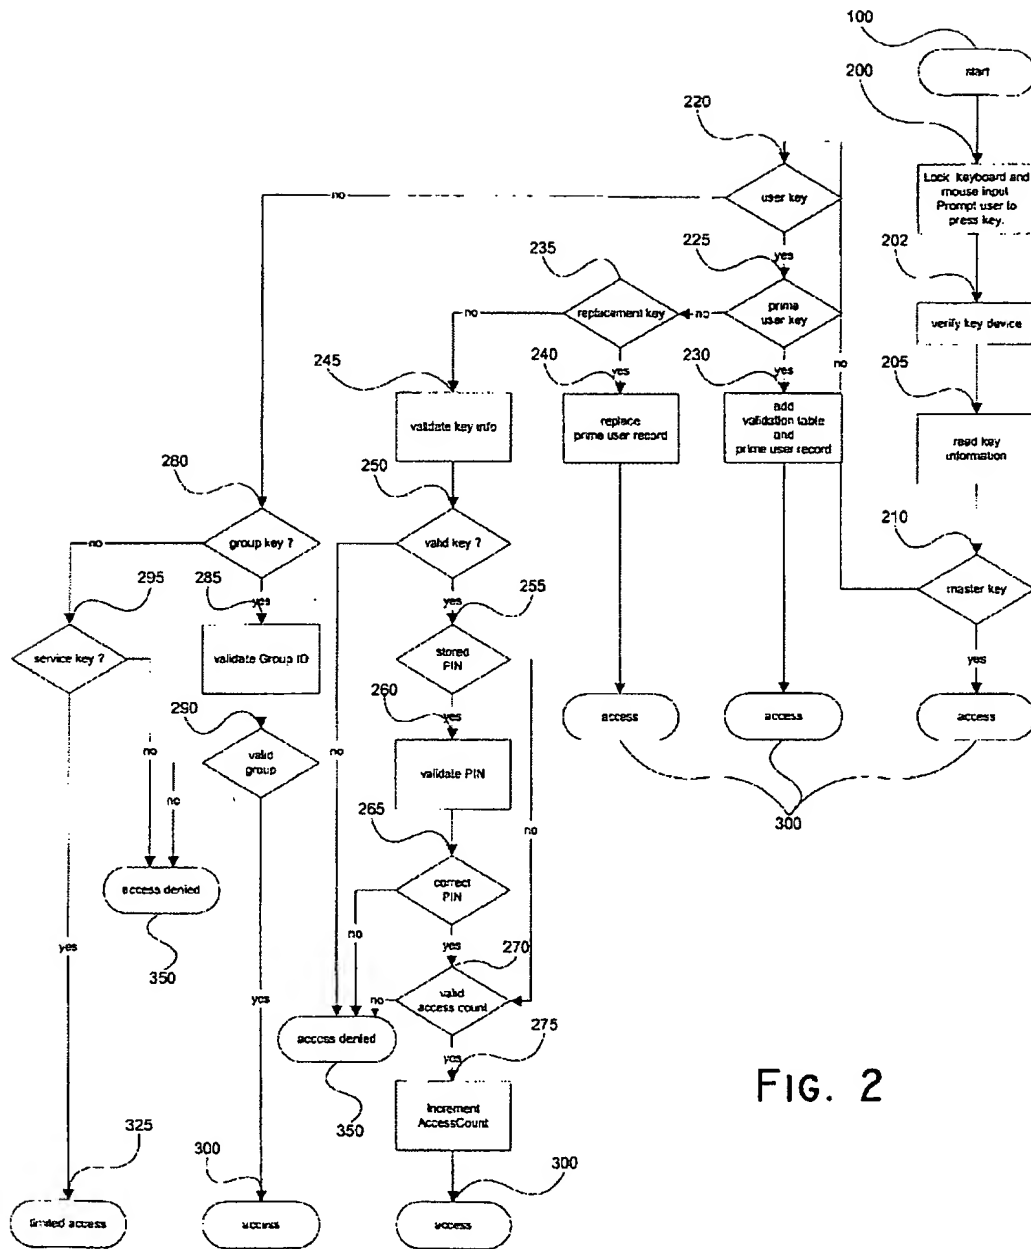 100
start
200
220
Lock keyboard and
mouse input
Prompt user to
press key.
no
user key
202
235
225
yes
replacement key
no
prime
user key
no
verify key device
240
yes
230
yes
no
205
245
validate key info
replace
prime user record
add
validation table
and
prime user record
read key
information
280
250
210
group key ?
valid key ?
master key
no
295
285
yes
yes
255
service key ?
validate Group ID
stored
PIN
yes
290
260
yes
access
access
access
no
valid
group
no
validate PIN
no
265
no
300
access denied
correct
PIN
no
yes
yes
270
350
valid
access count
yes
no
access denied
275
yes
350
Increment
AccessCount
FIG. 2
325
300
300
limited access
access
access